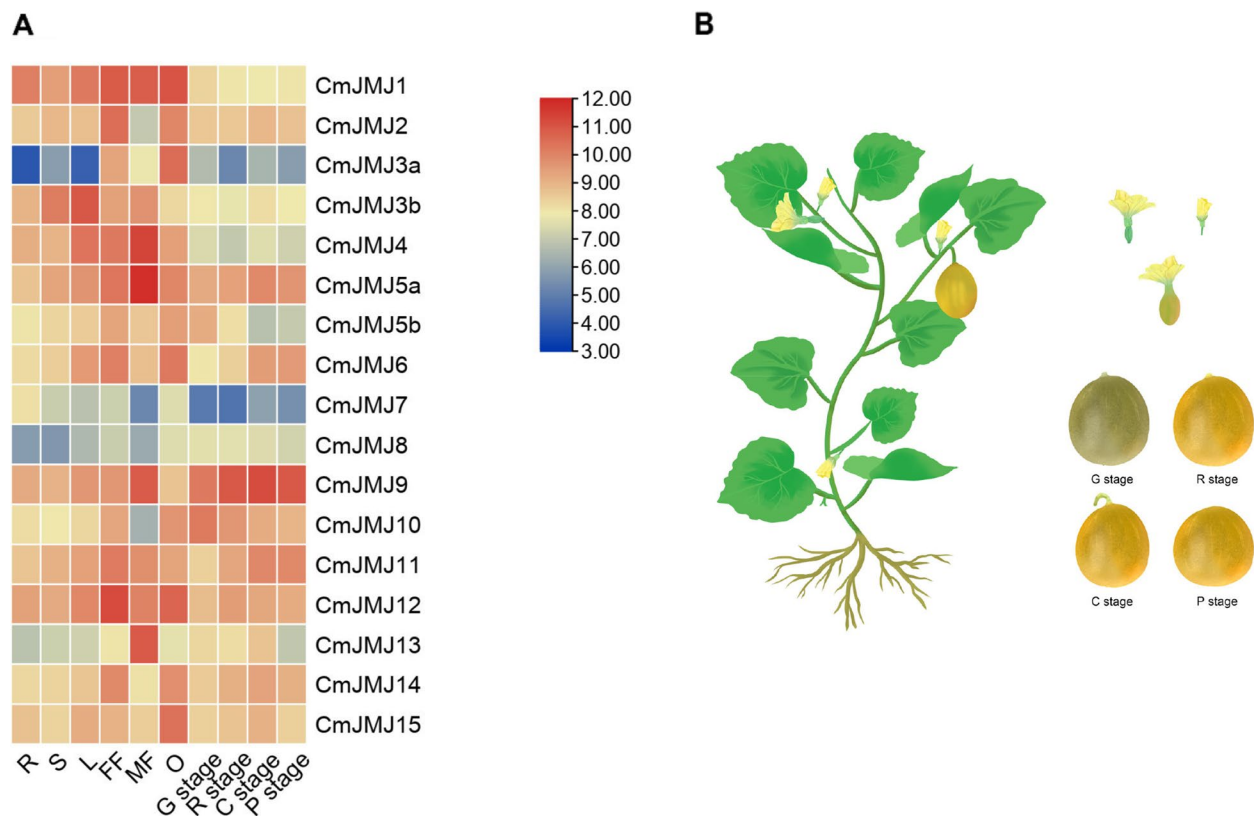 A
B
CmJMJ1
CmJMJ2
CmJMJ3a
CmJMJ3b
CmJMJ4
CmJMJ5a
CmJMJ5b
CmJMJ6
CmJMJ7
CmJMJ8
CmJMJ9
CmJMJ10
CmJMJ11
CmJMJ12
CmJMJ13
CmJMJ14
CmJMJ15
R
S
L
FF
MF
O
G stage
R stage
C stage
P stage
12.00
11.00
10.00
9.00
8.00
7.00
6.00
5.00
4.00
3.00
G stage
R stage
C stage
P stage